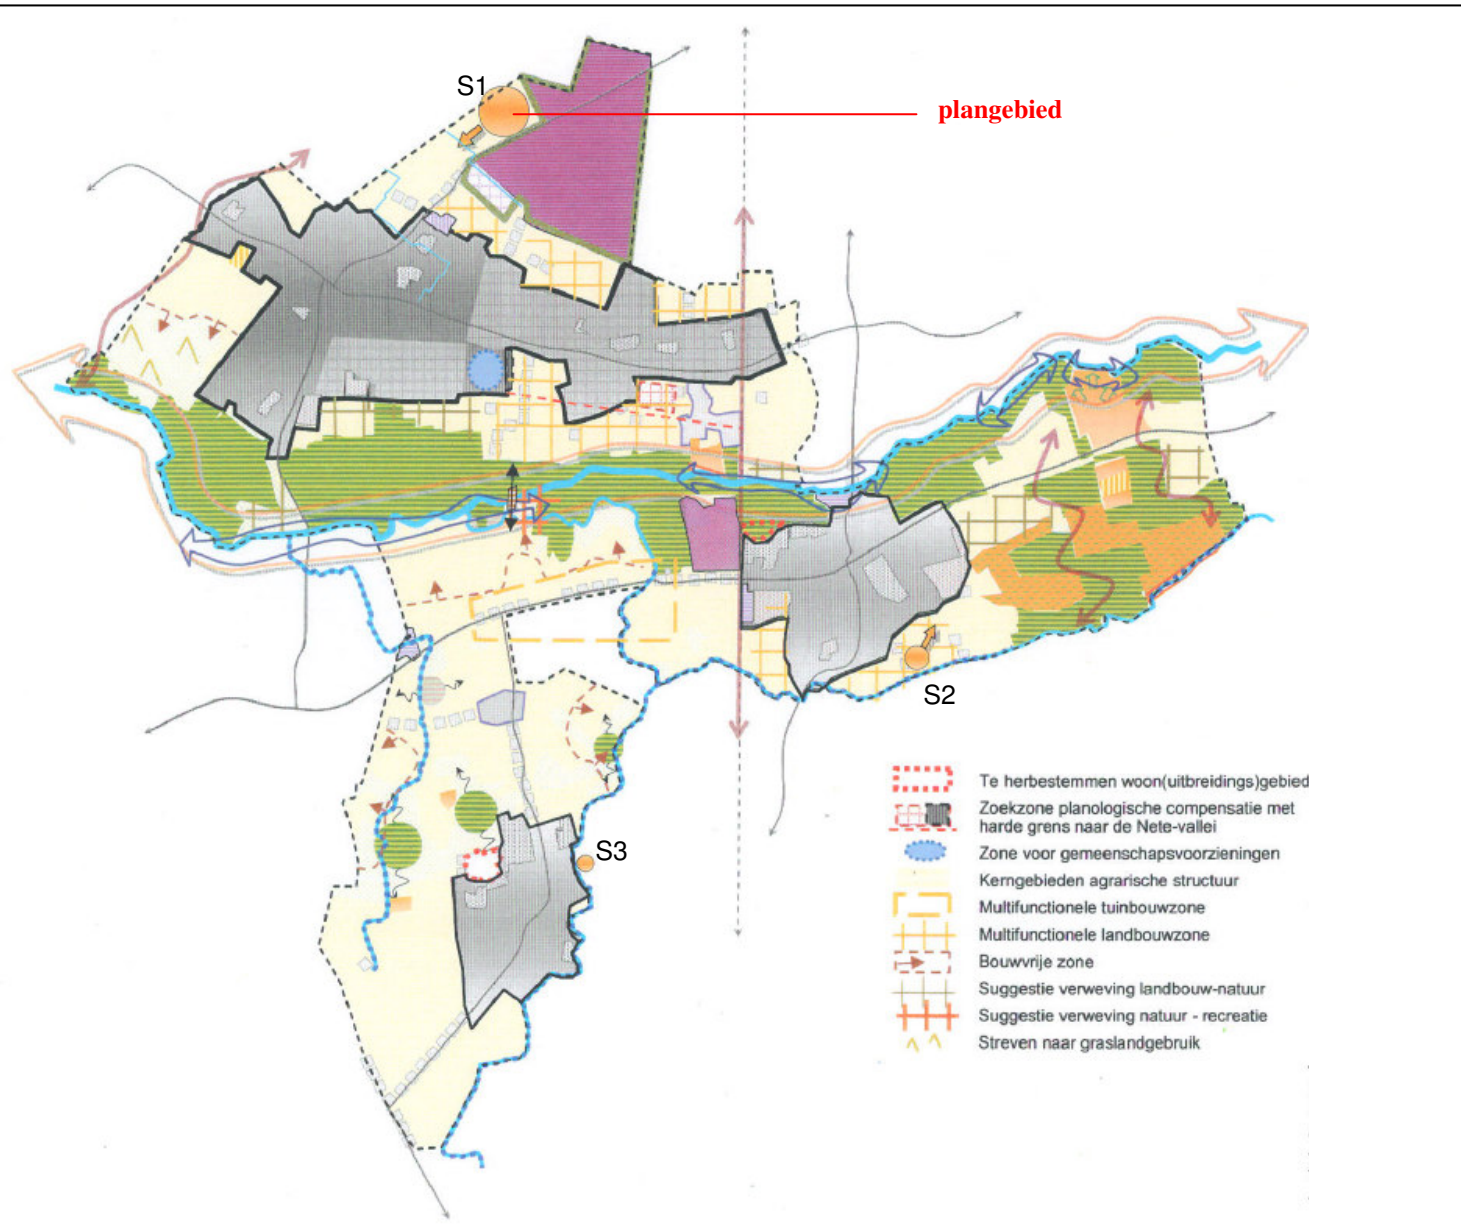 S1
plangebied
S2
S3
Te herbestemmen woon(uitbreidings)gebied
Zoekzone planologische compensatie met
harde grens naar de Nete-vallei
Zone voor gemeenschapsvoorzieningen
Kerngebieden agrarische structuur
Multifunctionele tuinbouwzone
Multifunctionele landbouwzone
Bouwvrije zone
Suggestie verweving landbouw-natuur
Suggestie verweving natuur - recreatie
Streven naar graslandgebruik